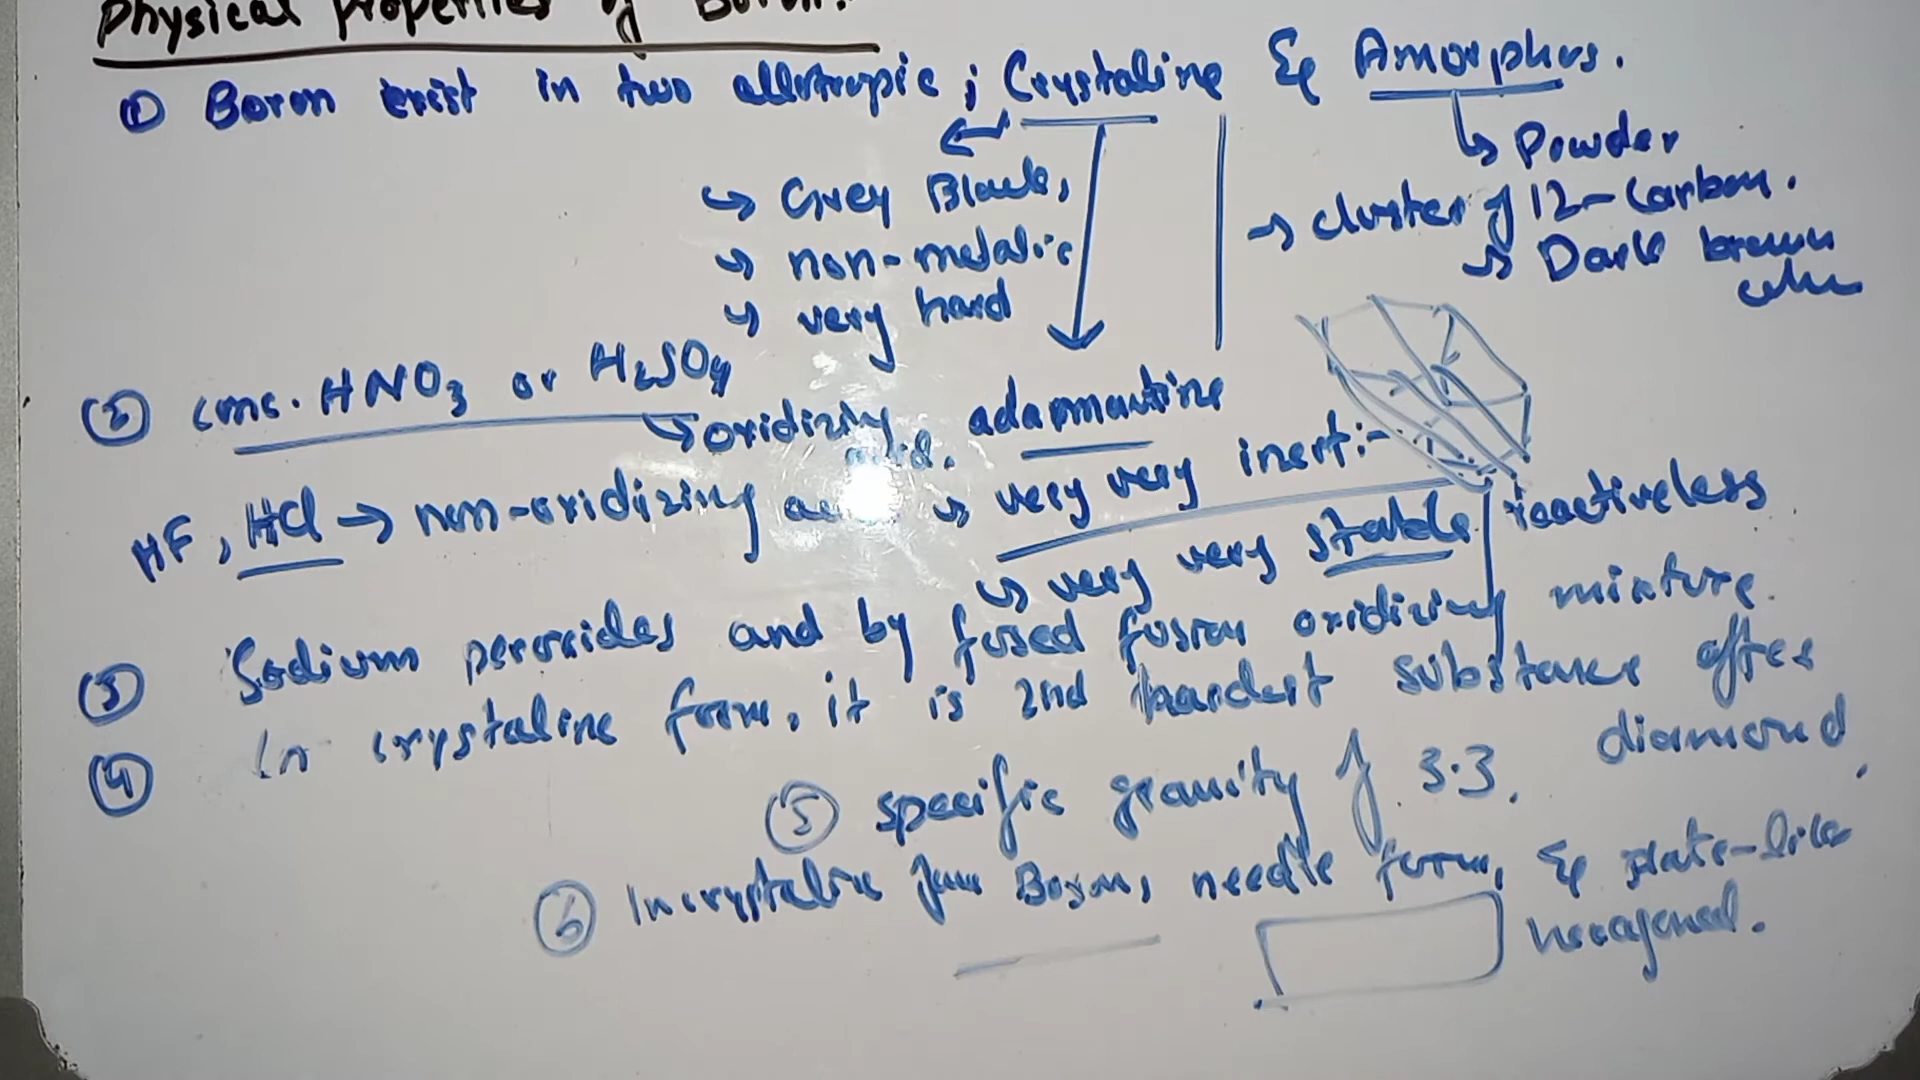 Physical properties of Boron:
① Boron exist in two allotropic ; Crystaline & Amorphus.
↳ Powder
→ Grey Black,
→ cluster of 12-Carbon.
→ non-metalic
→ Dark brown
→ very hard
② conc. HNO3 or H2SO4
↳ oxidizing acid.
adamantine
HF, HCl → non-oxidizing
→ very very inert:-
→ very very stable reactiveless
③ Sodium peroxides and by fused fusion oxidizing mixture.
④ In crystaline form, it is 2nd hardest substance after diamond.
⑤ specific gravity of 3.3.
⑥ In crystaline form Boron, needle form, & plate-like hexagonal.